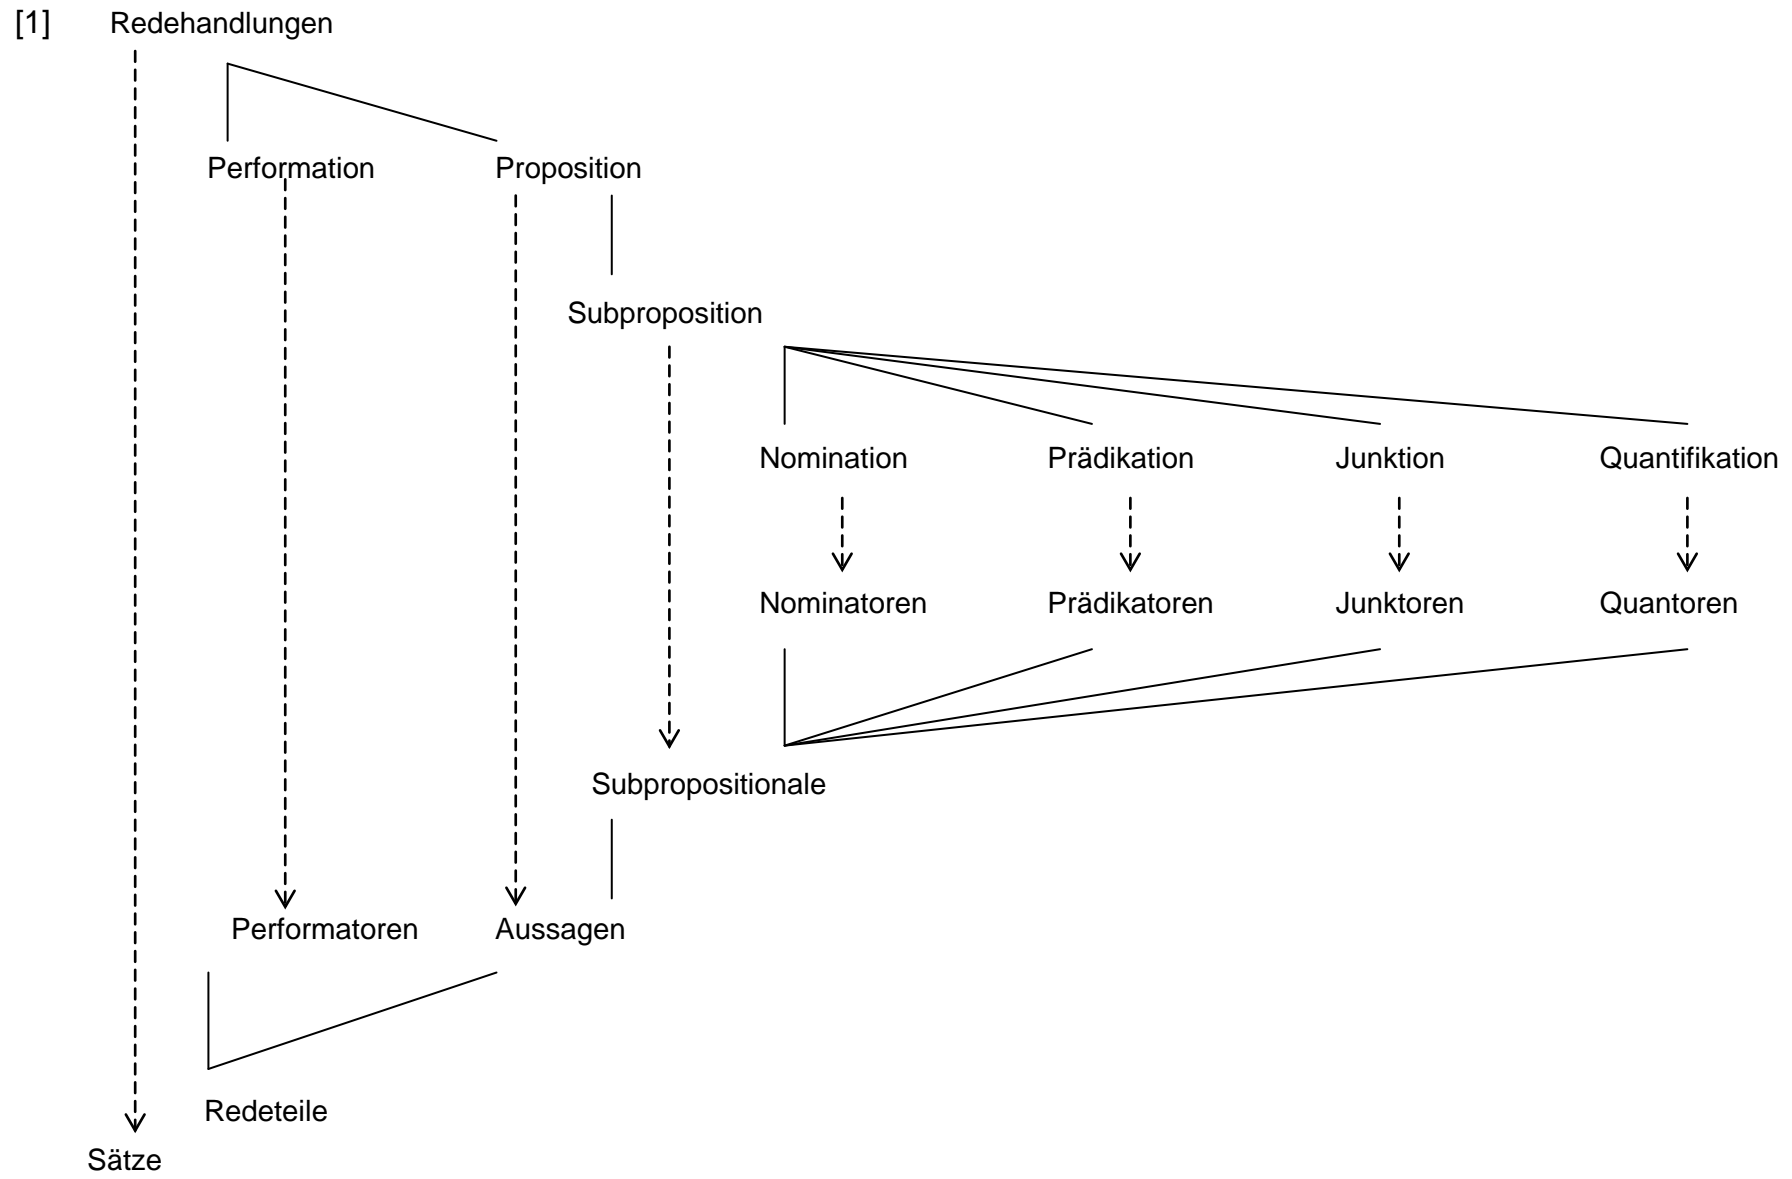 [1] Redehandlungen
Performation Proposition
Subproposition
Nomination Prädikation Junktion Quantifikation
Nominatoren Prädikatoren Junktoren Quantoren
Subpropositionale
Performatoren Aussagen
Redeteile
Sätze